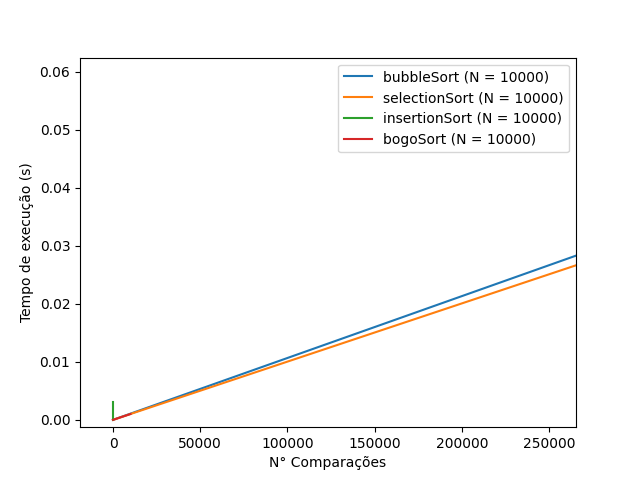 0.06
0.05
0.04
0.03
0.02
0.01
0.00
Tempo de execução (s)
bubbleSort (N = 10000)
selectionSort (N = 10000)
insertionSort (N = 10000)
bogoSort (N = 10000)
0 50000 100000 150000 200000 250000
N° Comparações